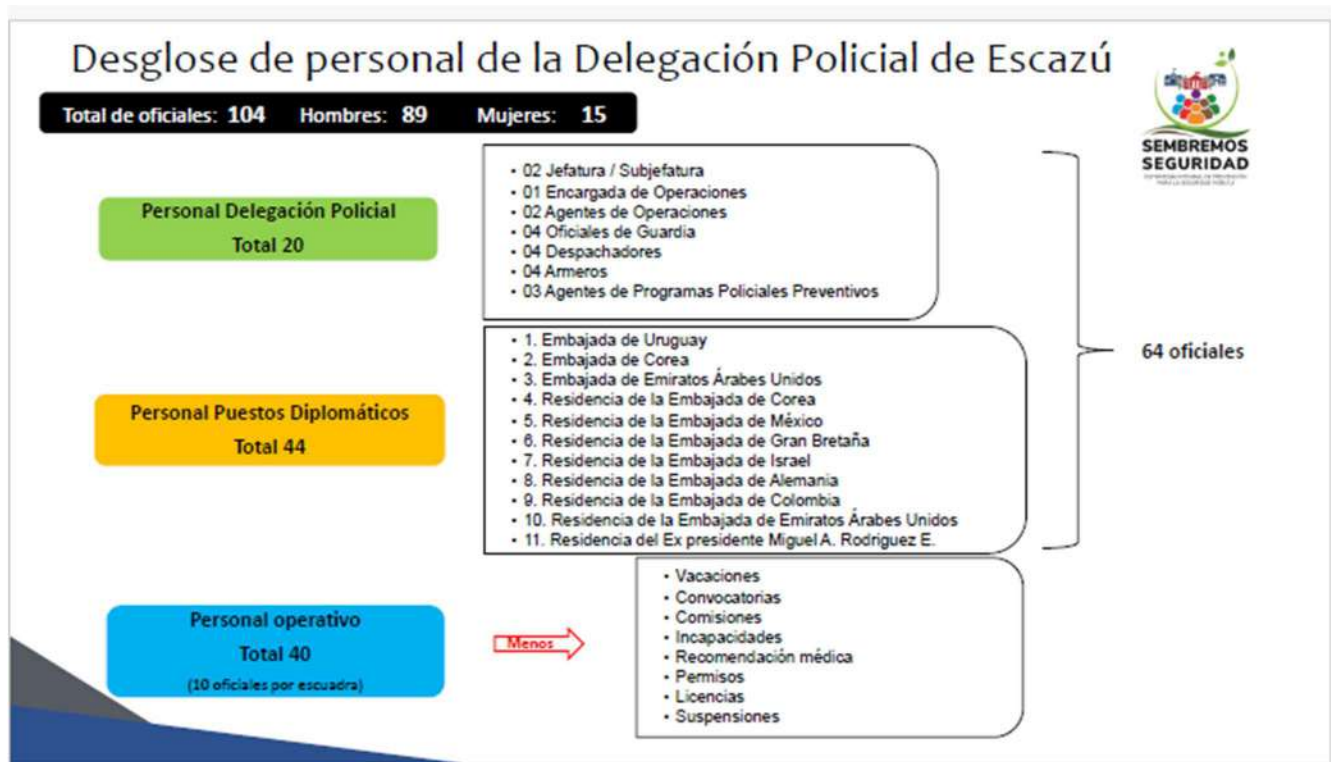 Desglose de personal de la Delegación Policial de Escazú
Total de oficiales: 104 Hombres: 89 Mujeres: 15
SEMBREMOS
SEGURIDAD
Personal Delegación Policial
Total 20
• 02 Jefatura / Subjefatura
• 01 Encargada de Operaciones
• 02 Agentes de Operaciones
• 04 Oficiales de Guardia
• 04 Despachadores
• 04 Armeros
• 03 Agentes de Programas Policiales Preventivos
64 oficiales
Personal Puestos Diplomáticos
Total 44
• 1. Embajada de Uruguay
• 2. Embajada de Corea
• 3. Embajada de Emiratos Árabes Unidos
• 4. Residencia de la Embajada de Corea
• 5. Residencia de la Embajada de México
• 6. Residencia de la Embajada de Gran Bretaña
• 7. Residencia de la Embajada de Israel
• 8. Residencia de la Embajada de Alemania
• 9. Residencia de la Embajada de Colombia
• 10. Residencia de la Embajada de Emiratos Árabes Unidos
• 11. Residencia del Ex presidente Miguel A. Rodriguez E.
Personal operativo
Total 40
(10 oficiales por escuadra)
Menos
• Vacaciones
• Convocatorias
• Comisiones
• Incapacidades
• Recomendación médica
• Permisos
• Licencias
• Suspensiones